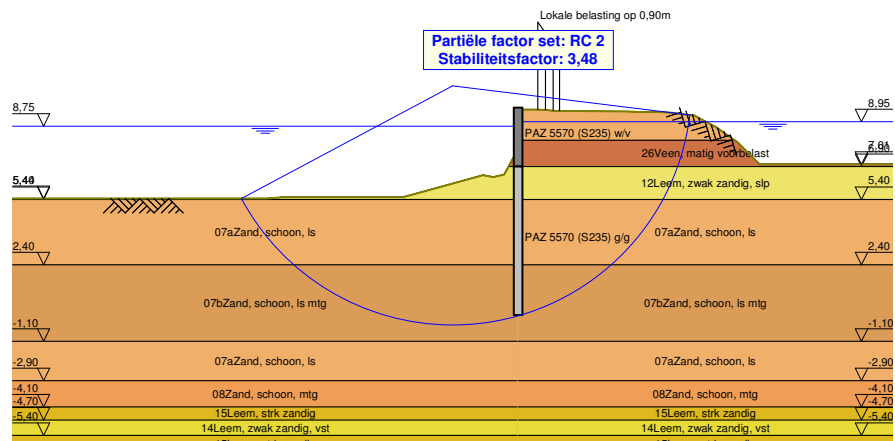 Lokale belasting op 0,90m
Partiële factor set: RC 2
Stabiliteitsfactor: 3,48
8,75
8,95
PAZ 5570 (S235) w/v
7,01
6,90
26Veen, matig voorbelast
5,40
12Leem, zwak zandig, slp
5,40
07aZand, schoon, ls
PAZ 5570 (S235) g/g
07aZand, schoon, ls
2,40
2,40
07bZand, schoon, ls mtg
07bZand, schoon, ls mtg
-1,10
-1,10
07aZand, schoon, ls
07aZand, schoon, ls
-2,90
-2,90
08Zand, schoon, mtg
08Zand, schoon, mtg
-4,10
-4,10
-4,70
-4,70
15Leem, strk zandig
15Leem, strk zandig
-5,40
-5,40
14Leem, zwak zandig, vst
14Leem, zwak zandig, vst